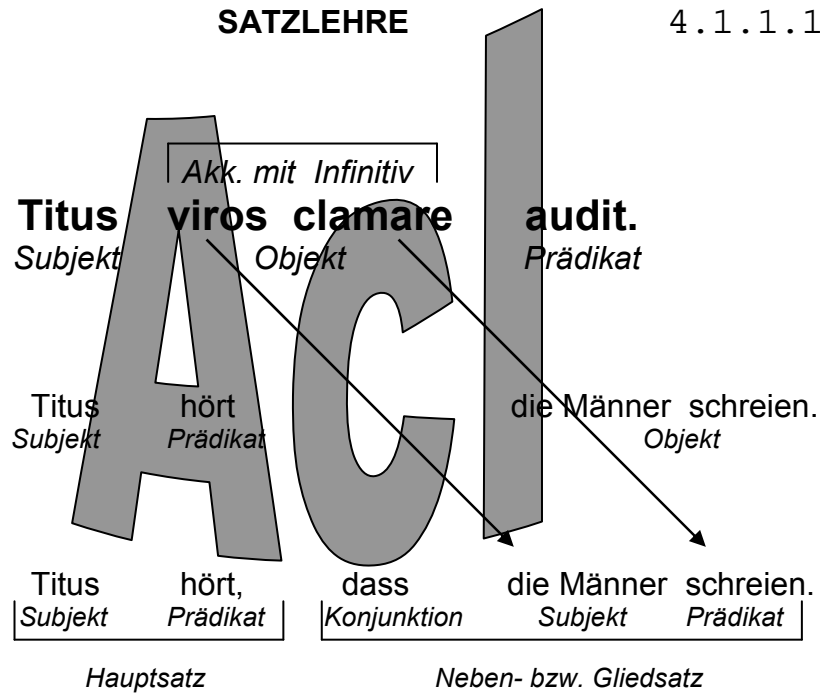 SATZLEHRE 4.1.1.1
AcI
Akk. mit Infinitiv
Titus viros clamare audit.
Subjekt Objekt Prädikat
Titus hört die Männer schreien.
Subjekt Prädikat Objekt
Titus hört, dass die Männer schreien.
Subjekt Prädikat Konjunktion Subjekt Prädikat
Hauptsatz Neben- bzw. Gliedsatz